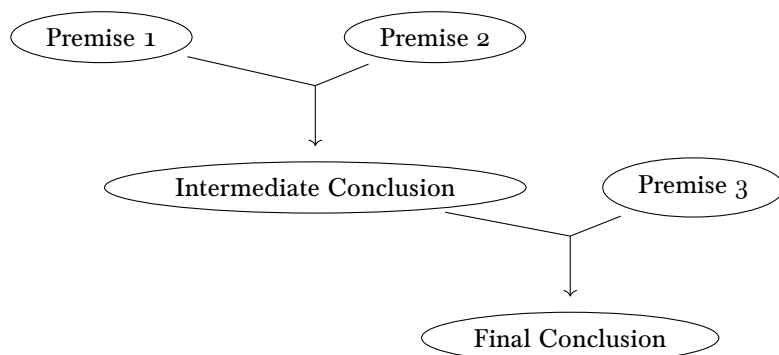 Premise 1
Premise 2
Intermediate Conclusion
Premise 3
Final Conclusion